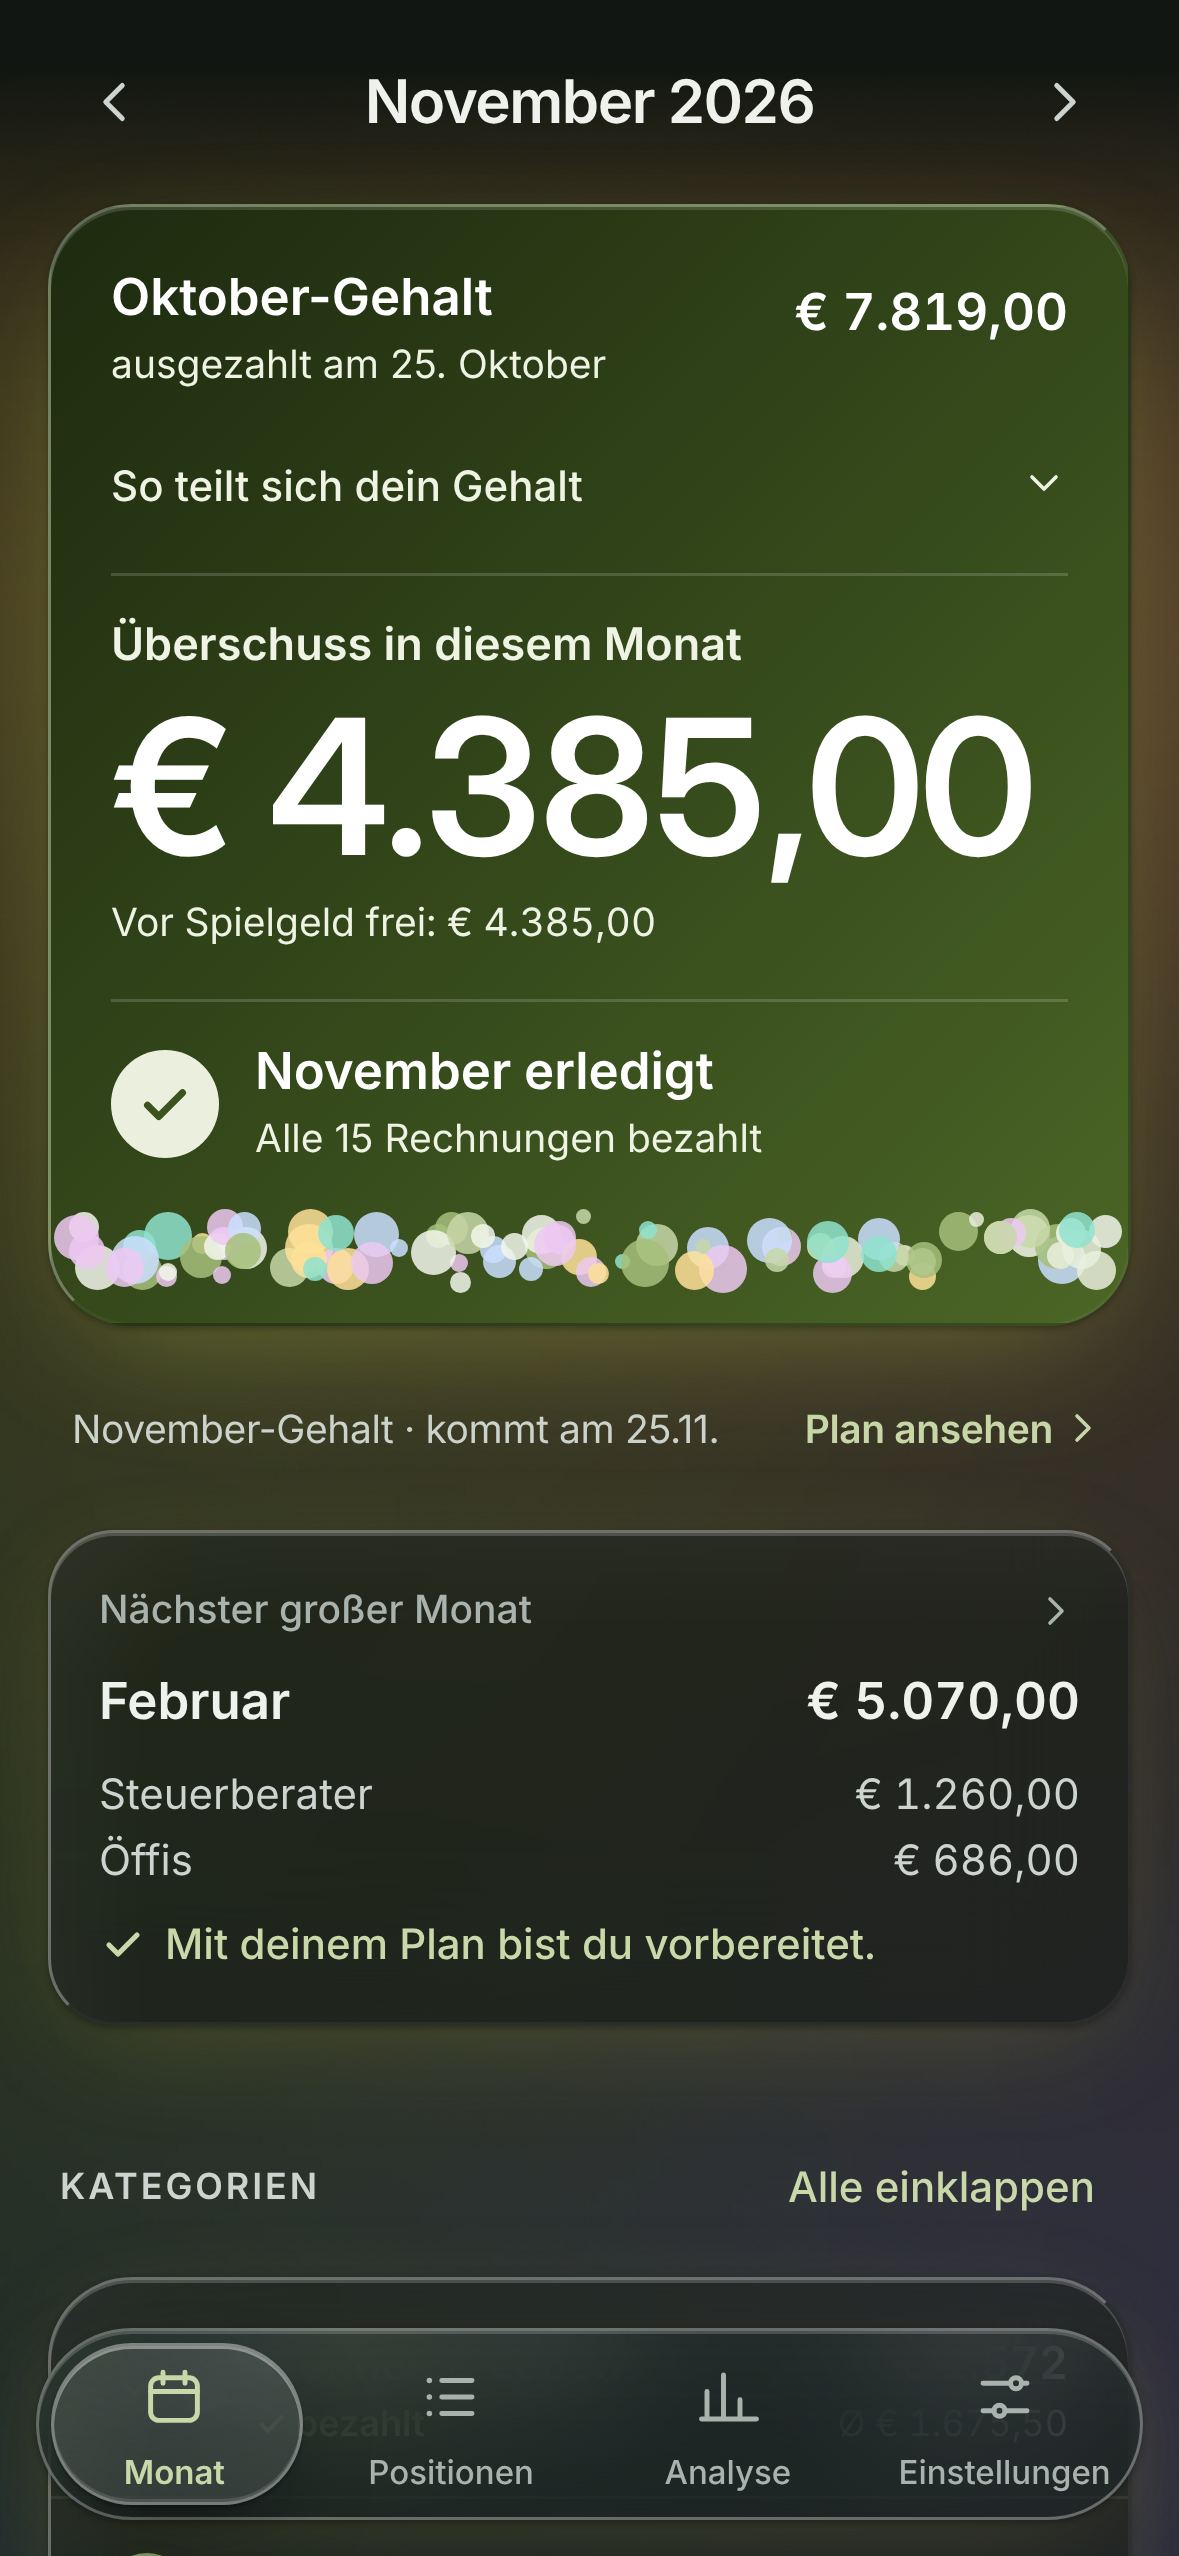 November 2026
Oktober-Gehalt
€ 7.819,00
ausgezahlt am 25. Oktober
So teilt sich dein Gehalt
Überschuss in diesem Monat
€ 4.385,00
Vor Spielgeld frei: € 4.385,00
November erledigt
Alle 15 Rechnungen bezahlt
November-Gehalt · kommt am 25.11.
Plan ansehen
Nächster großer Monat
Februar € 5.070,00
Steuerberater € 1.260,00
Öffis € 686,00
Mit deinem Plan bist du vorbereitet.
KATEGORIEN Alle einklappen
bezahlt
Monat Positionen Analyse Einstellungen